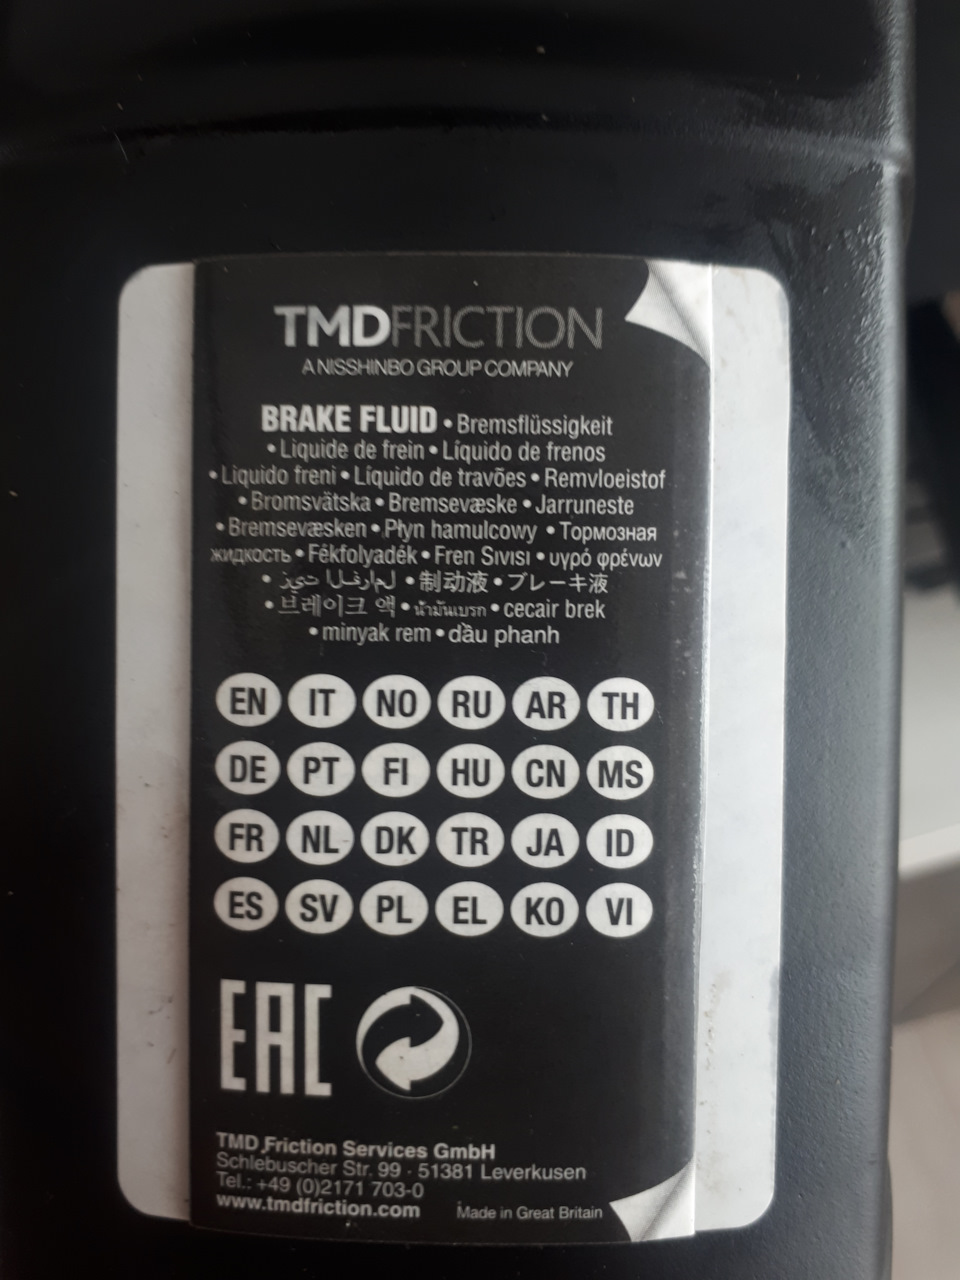 TMDFRICTION
A NISSHINBO GROUP COMPANY
BRAKE FLUID • Bremsflüssigkeit
• Liquide de frein • Líquido de frenos
• Liquido freni • Líquido de travões • Remvloeistof
• Bromsvätska • Bremsevæske • Jarruneste
• Bremsevæsken • Płyn hamulcowy • Тормозная
жидкость • Fékfolyadék • Fren Sıvısı • υγρό φρένων
• زيت الفرامل • 制动液 • ブレーキ液
• 브레이크 액 • น้ำมันเบรก • cecair brek
• minyak rem • dầu phanh
EN IT NO RU AR TH
DE PT FI HU CN MS
FR NL DK TR JA ID
ES SV PL EL KO VI
EAC
TMD Friction Services GmbH
Schlebuscher Str. 99 · 51381 Leverkusen
Tel.: +49 (0)2171 703-0
www.tmdfriction.com Made in Great Britain